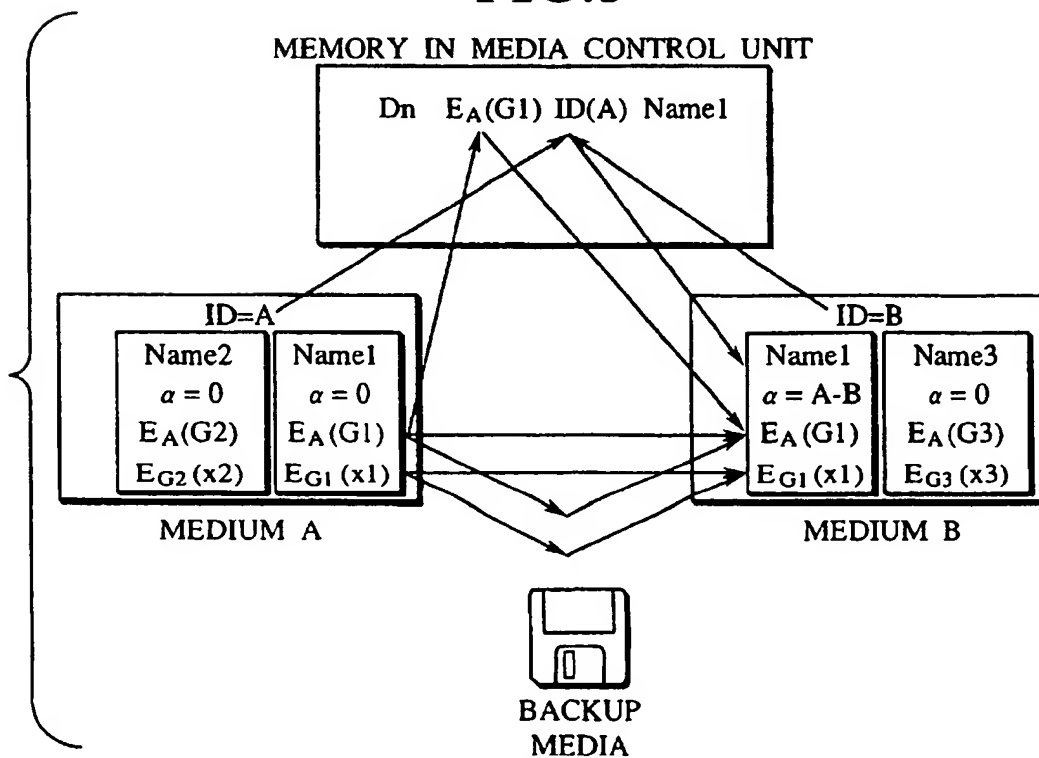 MEMORY IN MEDIA CONTROL UNIT
Dn E_A(G1) ID(A) Name1
ID=A
Name2
α = 0
E_A(G2)
E_G2(x2)
Name1
α = 0
E_A(G1)
E_G1(x1)
MEDIUM A
ID=B
Name1
α = A-B
E_A(G1)
E_G1(x1)
Name3
α = 0
E_A(G3)
E_G3(x3)
MEDIUM B
BACKUP
MEDIA